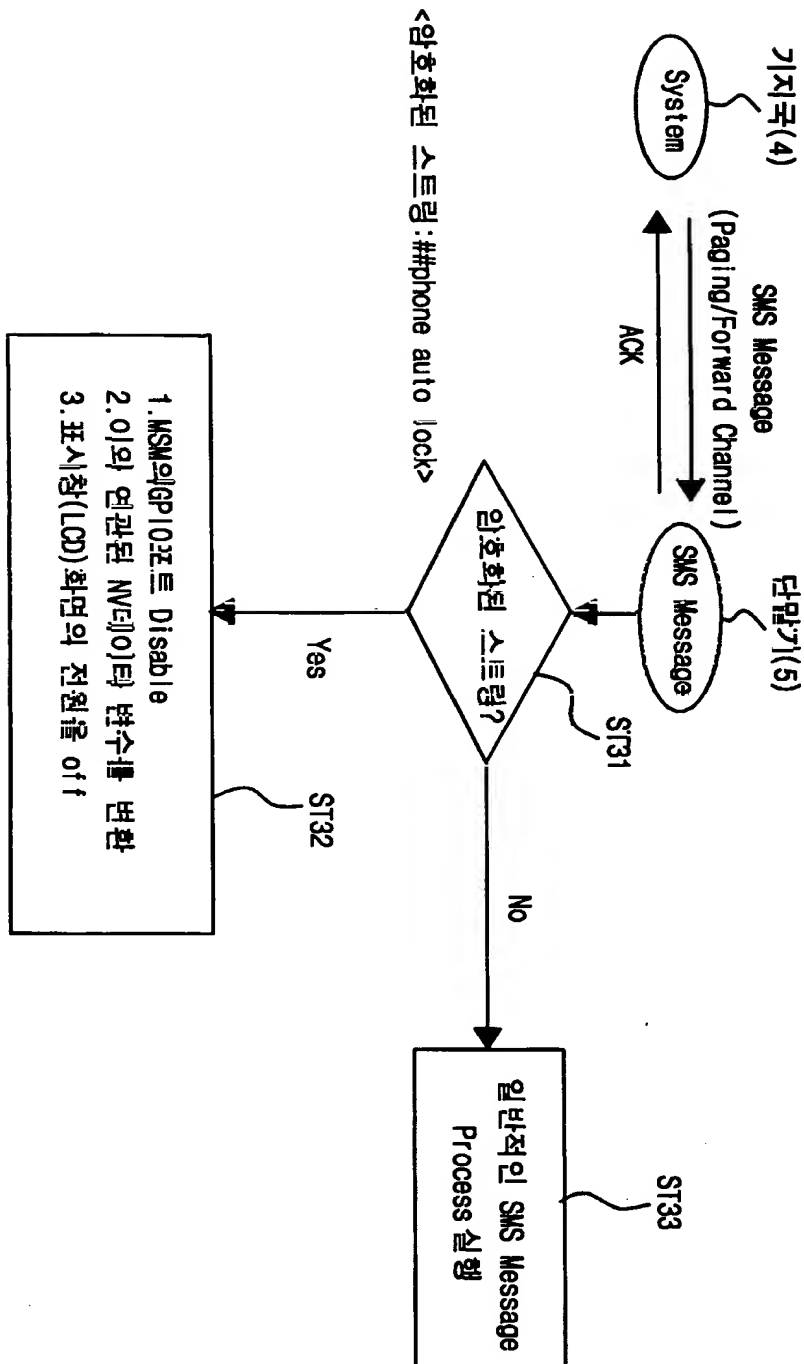 기지국(4)
System
SMS Message
(Paging/Forward Channel)
ACK
단말기(5)
SMS Message
<암호화된 스트링:##phone auto lock>
암호화된 스트링?
ST31
Yes
No
1.MSM의GPIO포트 Disable
2.이와 연관된 NV데이타 변수를 변환
3.표시창(LCD)화면의 전원을 off
ST32
일반적인 SMS Message
Process 실행
ST33